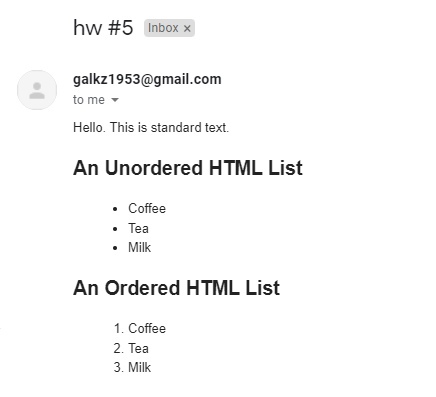 hw #5 Inbox ×
galkz1953@gmail.com
to me
Hello. This is standard text.
An Unordered HTML List
• Coffee
• Tea
• Milk
An Ordered HTML List
1. Coffee
2. Tea
3. Milk